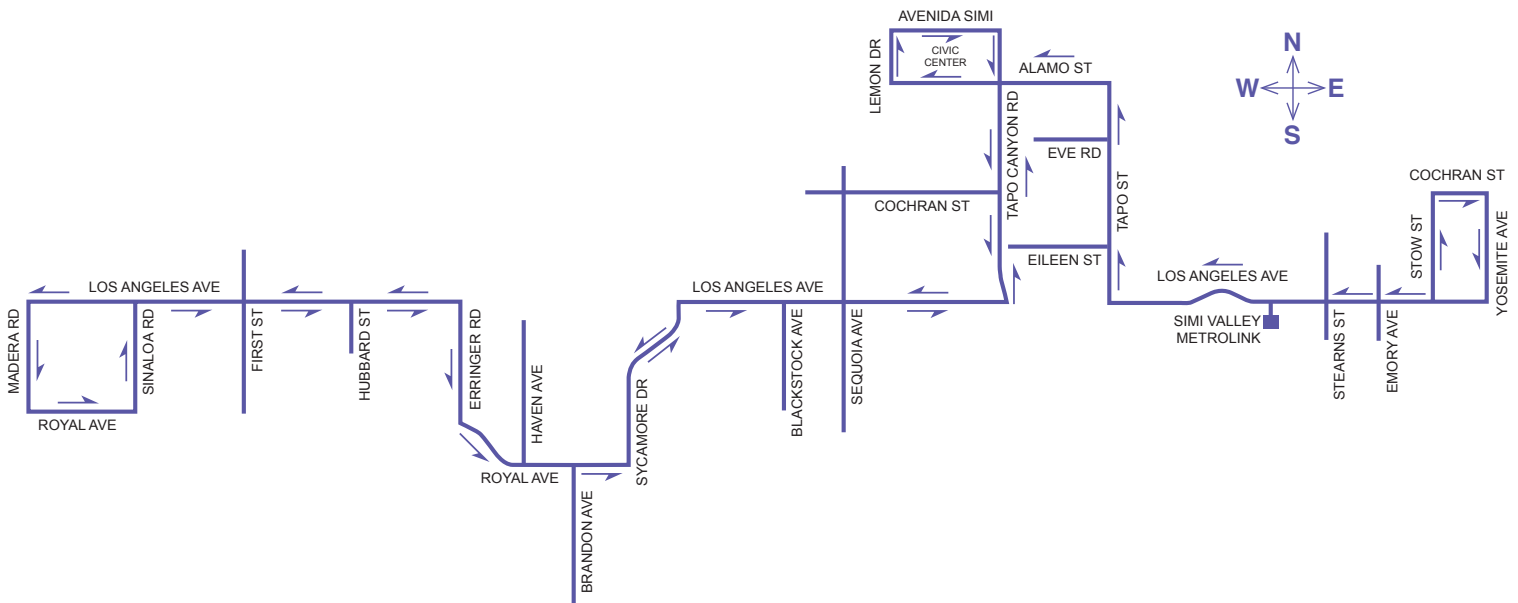 AVENIDA SIMI
LEMON DR
CIVIC
CENTER
ALAMO ST
N
W
E
S
TAPO CANYON RD
EVE RD
TAPO ST
COCHRAN ST
EILEEN ST
COCHRAN ST
STOW ST
YOSEMITE AVE
LOS ANGELES AVE
SIMI VALLEY
METROLINK
STEARNS ST
EMORY AVE
LOS ANGELES AVE
MADERA RD
SINALOA RD
ROYAL AVE
FIRST ST
HUBBARD ST
ERRINGER RD
HAVEN AVE
ROYAL AVE
BRANDON AVE
SYCAMORE DR
LOS ANGELES AVE
BLACKSTOCK AVE
SEQUOIA AVE